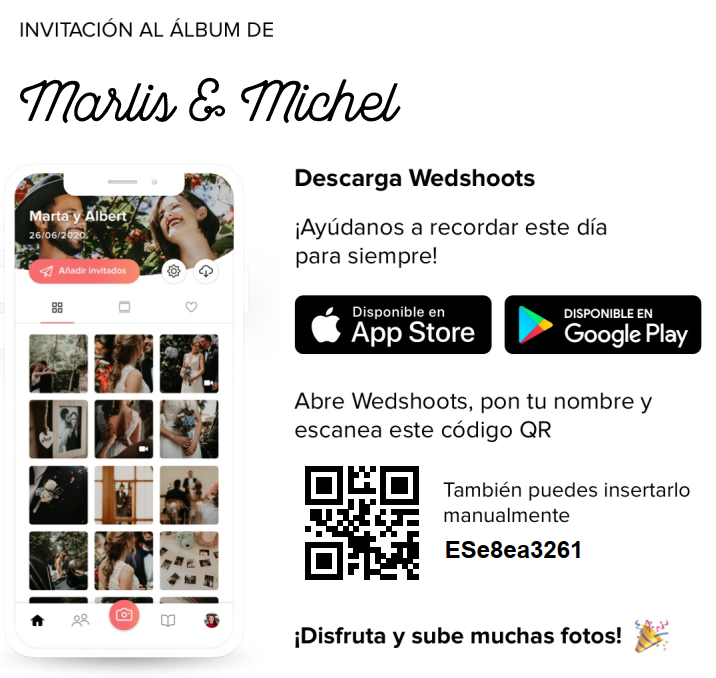 INVITACIÓN AL ÁLBUM DE
Marlis & Michel
Marta y Albert
26/06/2020
Añadir invitados
Descarga Wedshoots
¡Ayúdanos a recordar este día
para siempre!
Disponible en
App Store
DISPONIBLE EN
Google Play
Abre Wedshoots, pon tu nombre y
escanea este código QR
También puedes insertarlo
manualmente
ESe8ea3261
¡Disfruta y sube muchas fotos!